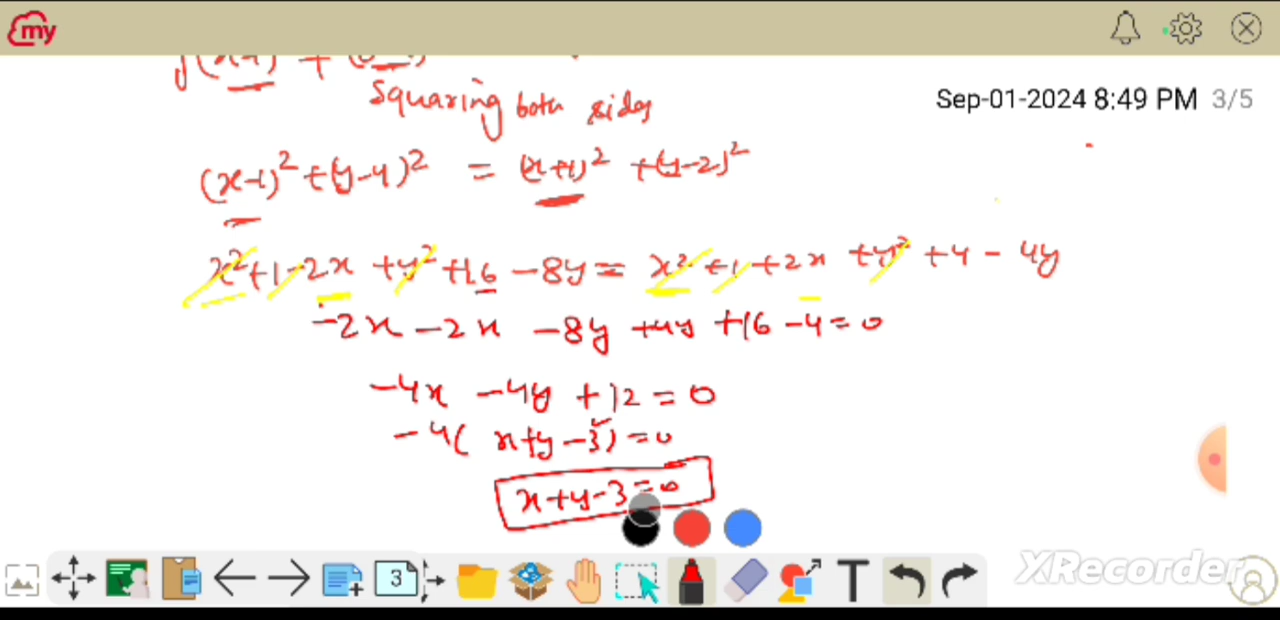 my
Sep-01-2024 8:49 PM 3/5
Squaring both sides
(x-1)² + (y-4)² = (x+1)² + (y-2)²
x² + 1 - 2x + y² + 16 - 8y = x² + 1 + 2x + y² + 4 - 4y
-2x - 2x - 8y + 4y + 16 - 4 = 0
-4x - 4y + 12 = 0
-4( x+y-3) = 0
x+y-3=0
3
T
XRecorder